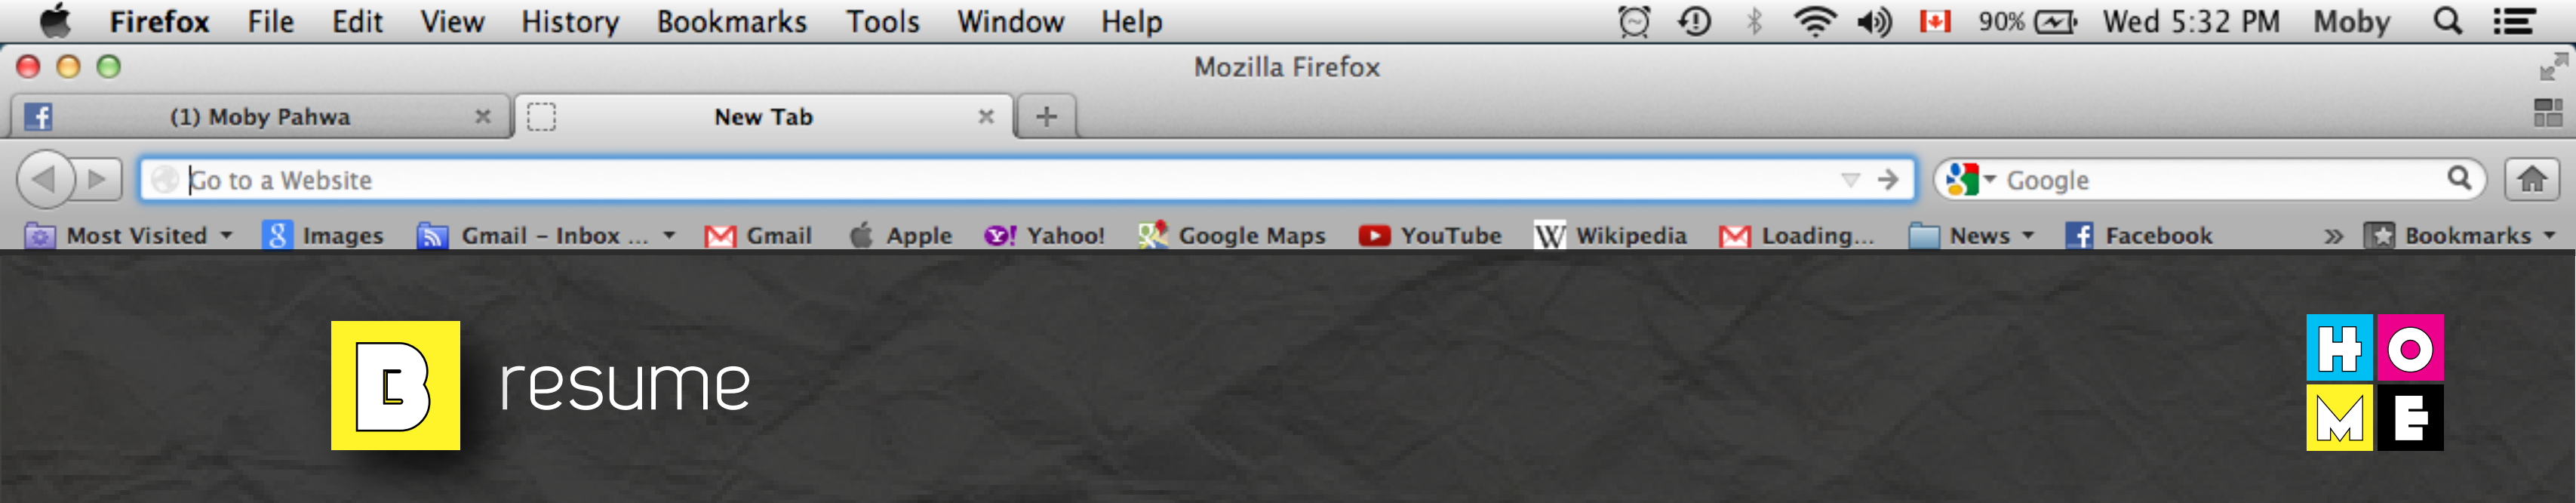 Firefox File Edit View History Bookmarks Tools Window Help 90% Wed 5:32 PM Moby
Mozilla Firefox
(1) Moby Pahwa New Tab
Go to a Website Google
Most Visited Images Gmail – Inbox ... Gmail Apple Yahoo! Google Maps YouTube Wikipedia Loading... News Facebook » Bookmarks
B resume
HO
ME